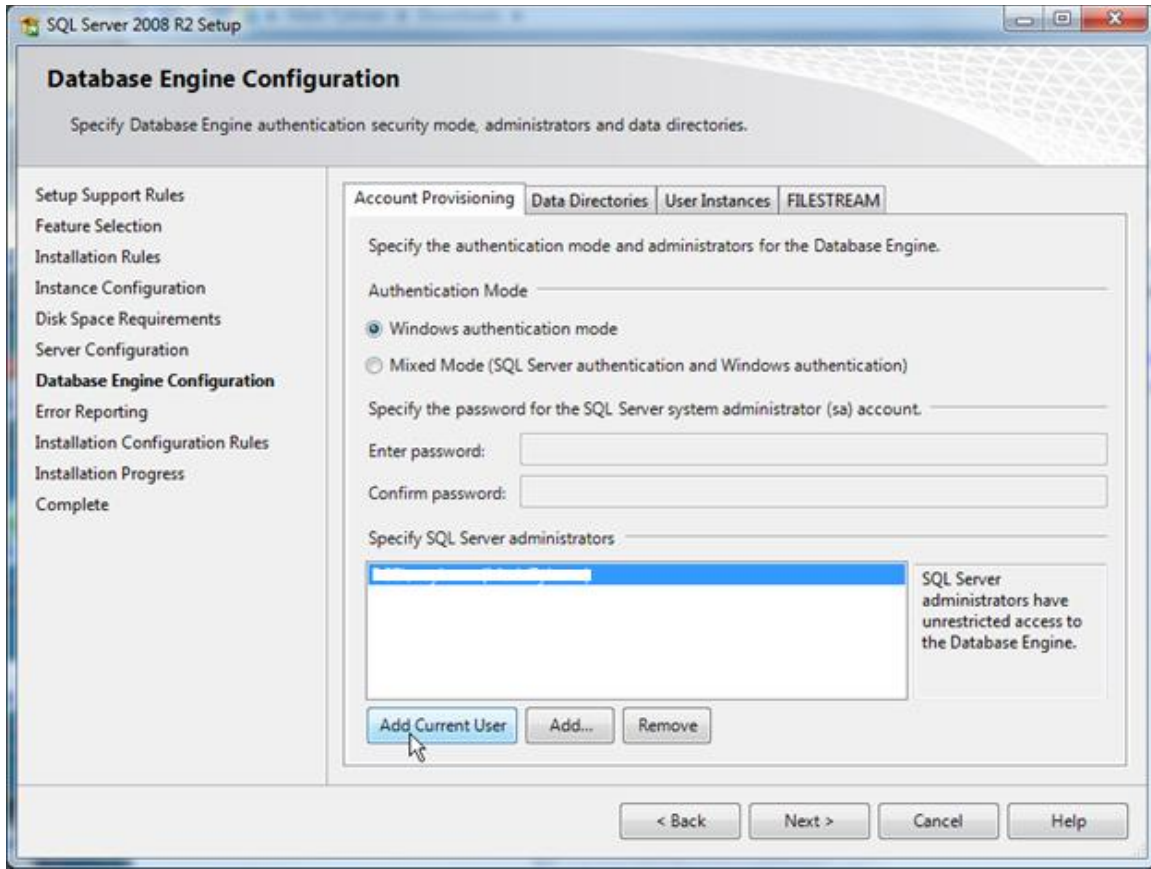 SQL Server 2008 R2 Setup
Database Engine Configuration
Specify Database Engine authentication security mode, administrators and data directories.
Setup Support Rules
Feature Selection
Installation Rules
Instance Configuration
Disk Space Requirements
Server Configuration
Database Engine Configuration
Error Reporting
Installation Configuration Rules
Installation Progress
Complete
Account Provisioning Data Directories User Instances FILESTREAM
Specify the authentication mode and administrators for the Database Engine.
Authentication Mode
Windows authentication mode
Mixed Mode (SQL Server authentication and Windows authentication)
Specify the password for the SQL Server system administrator (sa) account.
Enter password:
Confirm password:
Specify SQL Server administrators
SQL Server
administrators have
unrestricted access to
the Database Engine.
Add Current User Add... Remove
< Back Next > Cancel Help